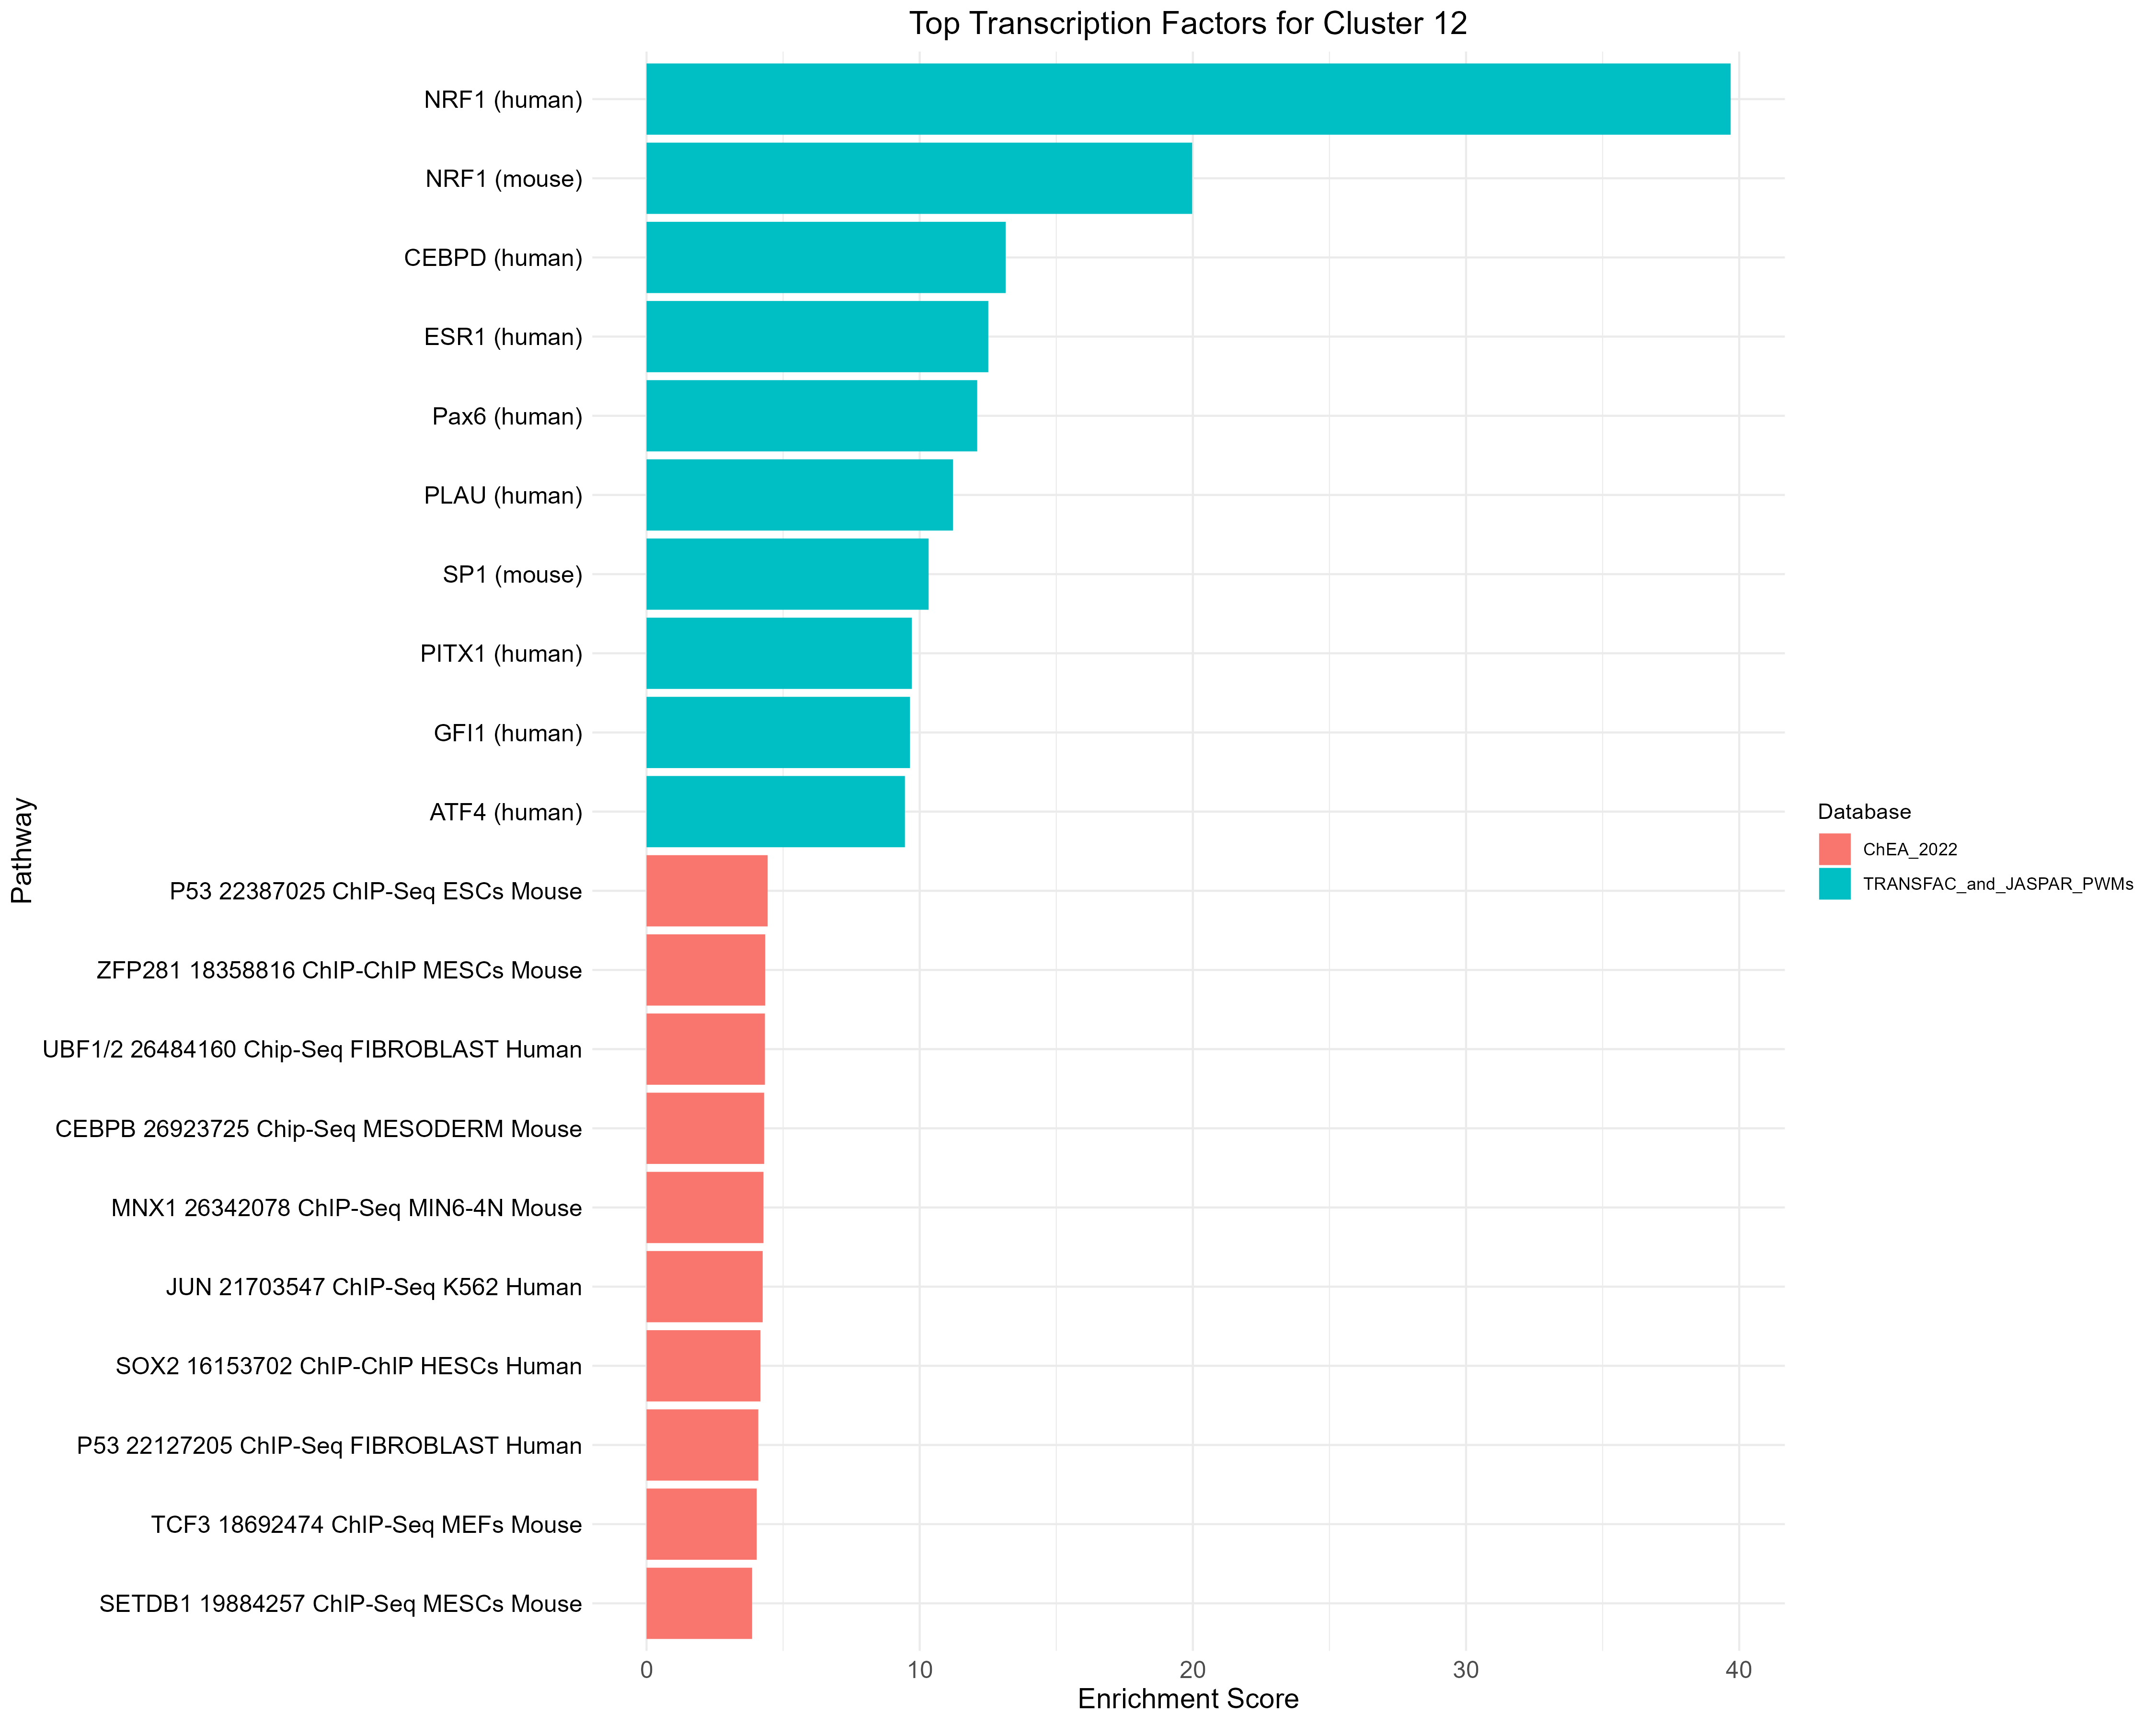 Top Transcription Factors for Cluster 12
NRF1 (human)
NRF1 (mouse)
CEBPD (human)
ESR1 (human)
Pax6 (human)
PLAU (human)
SP1 (mouse)
PITX1 (human)
GFI1 (human)
ATF4 (human)
P53 22387025 ChIP-Seq ESCs Mouse
ZFP281 18358816 ChIP-ChIP MESCs Mouse
UBF1/2 26484160 Chip-Seq FIBROBLAST Human
CEBPB 26923725 Chip-Seq MESODERM Mouse
MNX1 26342078 ChIP-Seq MIN6-4N Mouse
JUN 21703547 ChIP-Seq K562 Human
SOX2 16153702 ChIP-ChIP HESCs Human
P53 22127205 ChIP-Seq FIBROBLAST Human
TCF3 18692474 ChIP-Seq MEFs Mouse
SETDB1 19884257 ChIP-Seq MESCs Mouse
Pathway
0 10 20 30 40
Enrichment Score
Database
ChEA_2022
TRANSFAC_and_JASPAR_PWMs